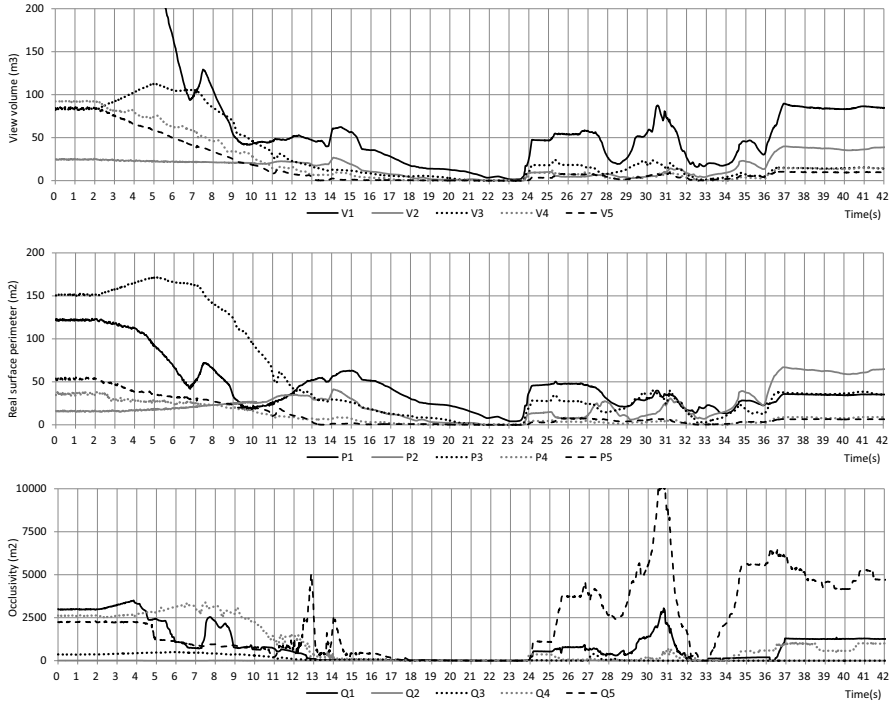 View volume (m3)
200
150
100
50
0
0 1 2 3 4 5 6 7 8 9 10 11 12 13 14 15 16 17 18 19 20 21 22 23 24 25 26 27 28 29 30 31 32 33 34 35 36 37 38 39 40 41 42
V1 V2 V3 V4 V5 Time(s)
Real surface perimeter (m2)
200
150
100
50
0
0 1 2 3 4 5 6 7 8 9 10 11 12 13 14 15 16 17 18 19 20 21 22 23 24 25 26 27 28 29 30 31 32 33 34 35 36 37 38 39 40 41 42
P1 P2 P3 P4 P5 Time(s)
Occlusivity (m2)
10000
7500
5000
2500
0
0 1 2 3 4 5 6 7 8 9 10 11 12 13 14 15 16 17 18 19 20 21 22 23 24 25 26 27 28 29 30 31 32 33 34 35 36 37 38 39 40 41 42
Q1 Q2 Q3 Q4 Q5 Time(s)